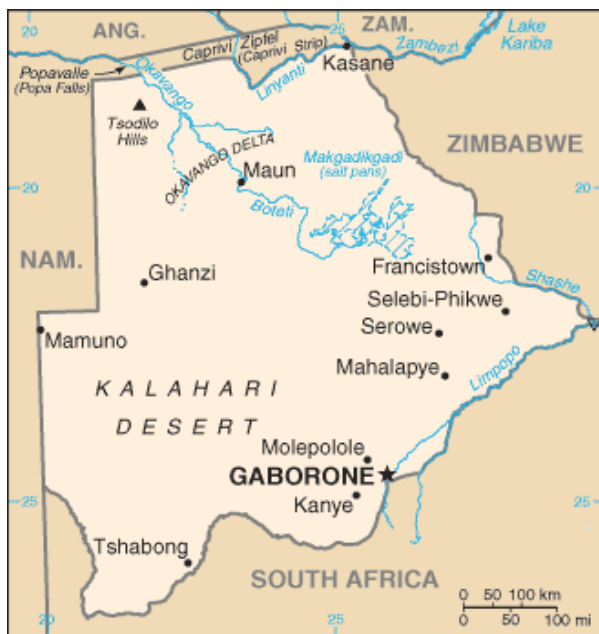 20
ANG.
25
ZAM.
Lake
Kariba
Caprivi Zipfel
(Caprivi Strip)
Zambezi
Popavalle
(Popa Falls)
Okavango
Linyanti
Kasane
Tsodilo
Hills
OKAVANGO DELTA
ZIMBABWE
Makgadikgadi
(salt pans)
20
Maun
20
Boteti
NAM.
Ghanzi
Francistown
Shashe
Selebi-Phikwe
Mamuno
Serowe
Mahalapye
Limpopo
KALAHARI
DESERT
Molepolole
GABORONE
25
Kanye
25
Tshabong
SOUTH AFRICA
0 50 100 km
0 50 100 mi
20
25